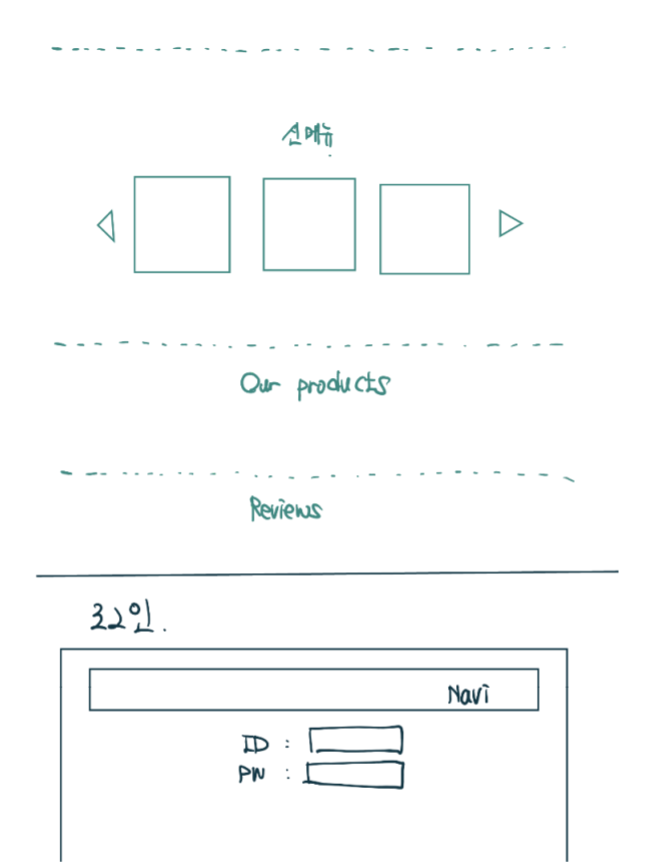 신메뉴
Our products
Reviews
로그인.
Navi
ID :
PW :